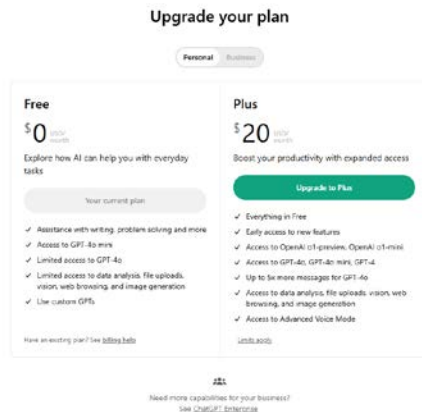 Upgrade your plan
Personal Business
Free
$0 USD/
month
Explore how AI can help you with everyday
tasks
Your current plan
✓ Assistance with writing, problem solving and more
✓ Access to GPT-4o mini
✓ Limited access to GPT-4o
✓ Limited access to data analysis, file uploads,
vision, web browsing, and image generation
✓ Use custom GPTs
Have an existing plan? See billing help
Plus
$20 USD/
month
Boost your productivity with expanded access
Upgrade to Plus
✓ Everything in Free
✓ Early access to new features
✓ Access to OpenAI o1-preview, OpenAI o1-mini
✓ Access to GPT-4o, GPT-4o mini, GPT-4
✓ Up to 5x more messages for GPT-4o
✓ Access to data analysis, file uploads, vision, web
browsing, and image generation
✓ Access to Advanced Voice Mode
Limits apply
Need more capabilities for your business?
See ChatGPT Enterprise